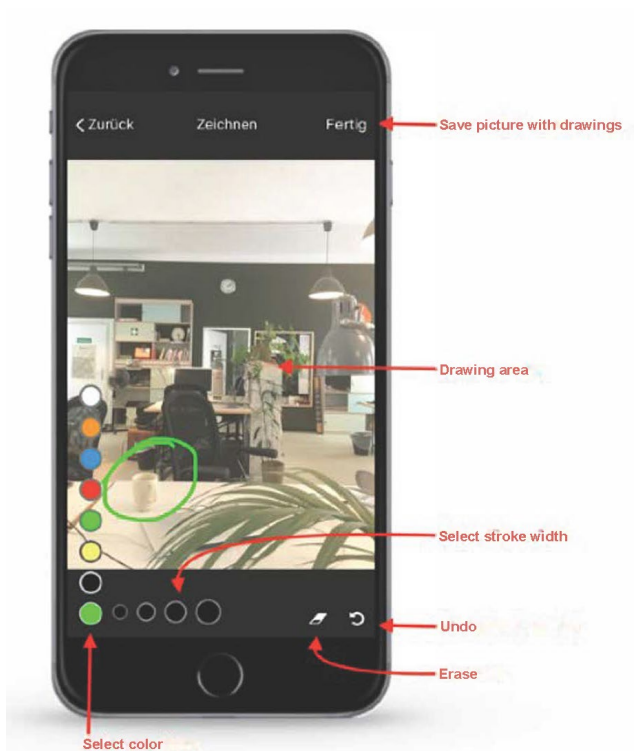 Zurück
Zeichnen
Fertig
Save picture with drawings
Drawing area
Select stroke width
Undo
Erase
Select color